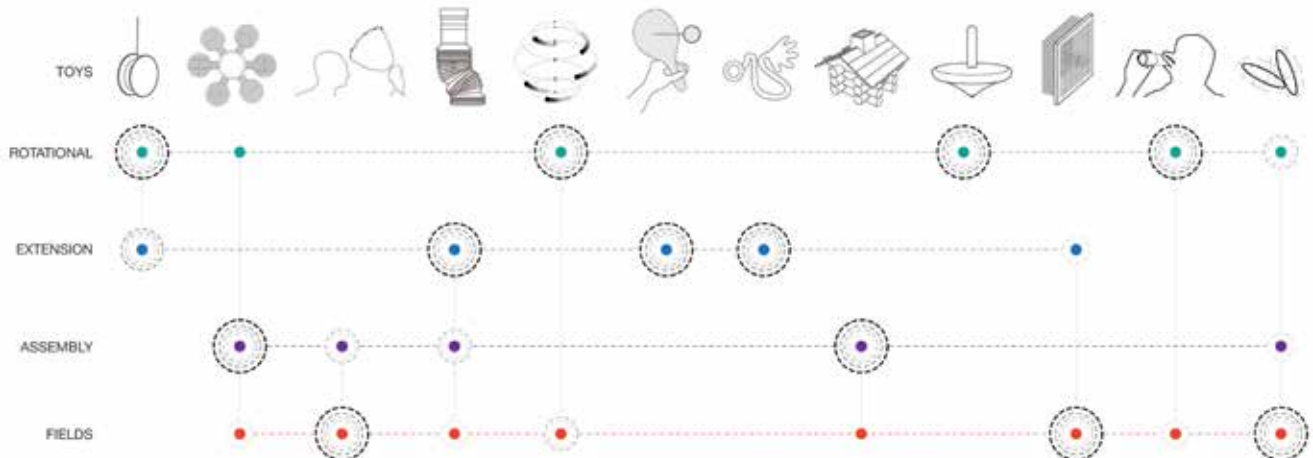 TOYS
ROTATIONAL
EXTENSION
ASSEMBLY
FIELDS